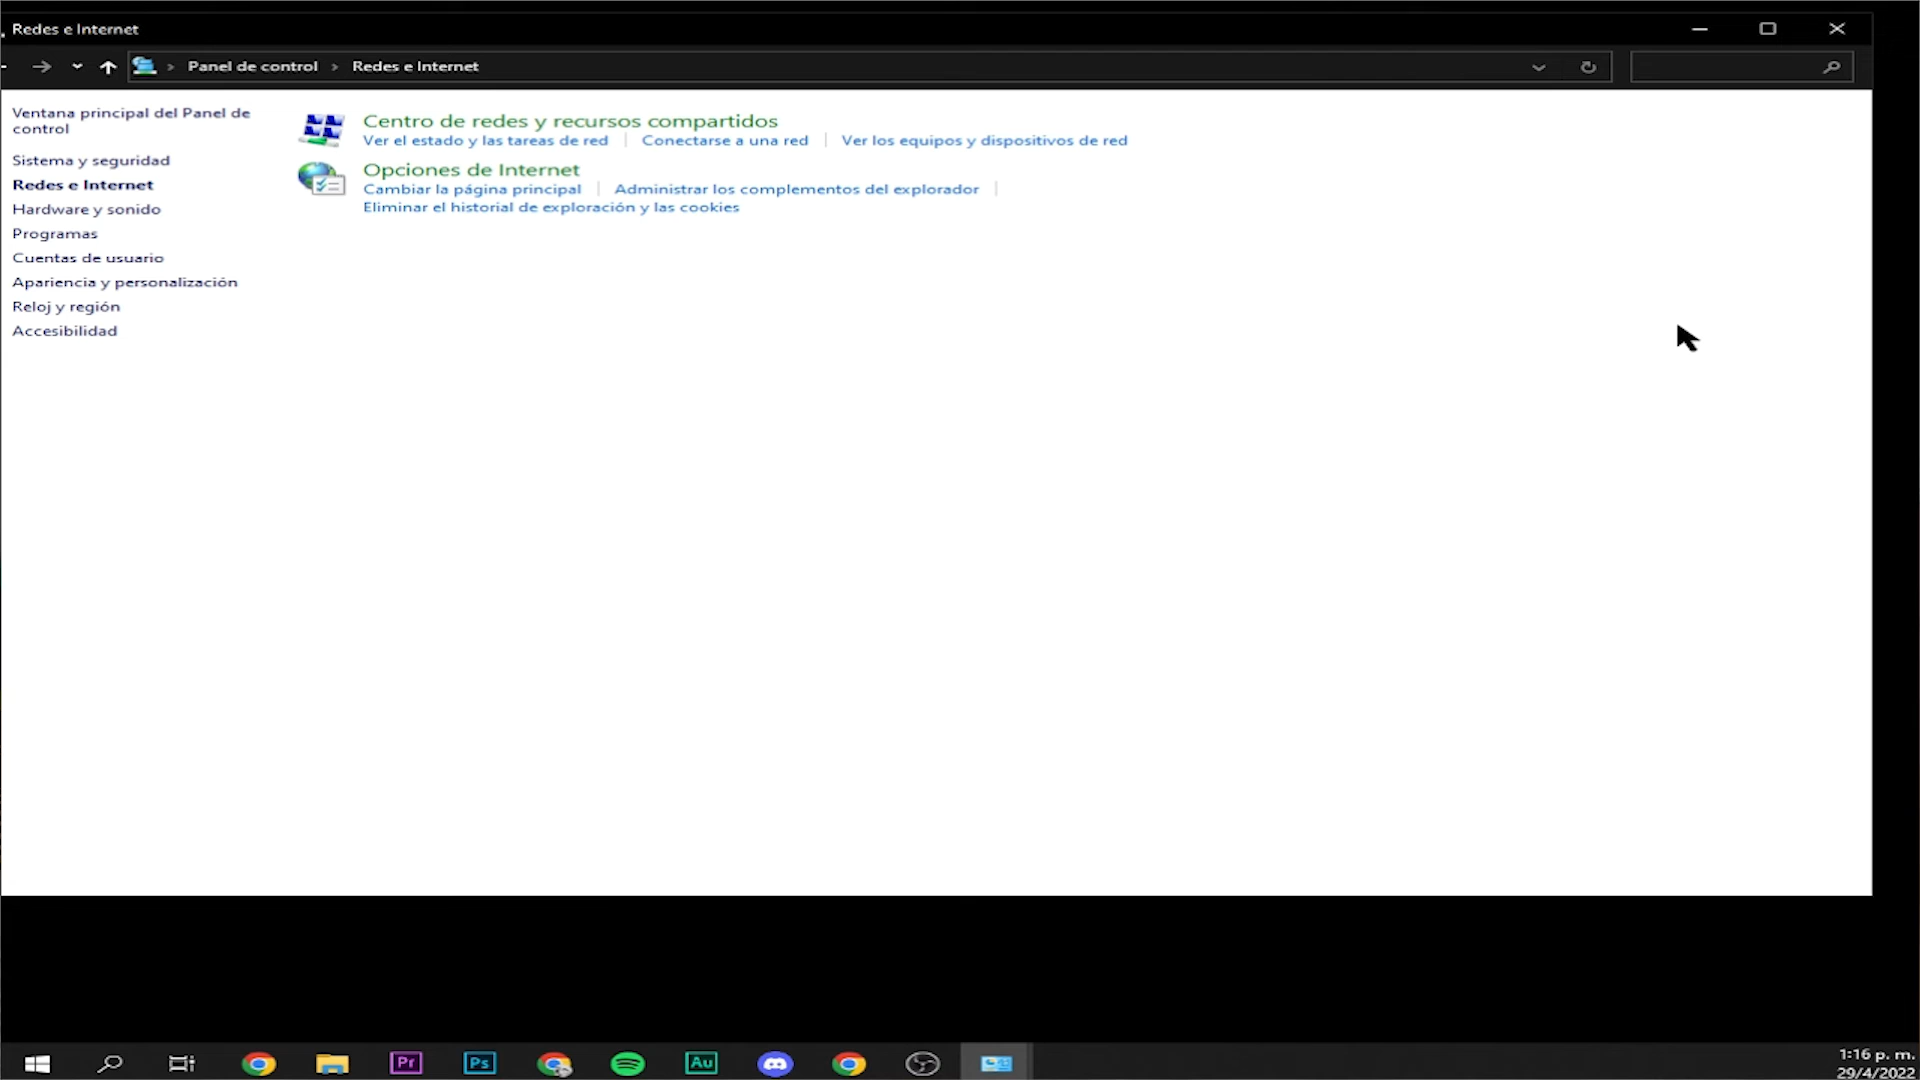 Redes e Internet
Panel de control > Redes e Internet
Ventana principal del Panel de
control
Sistema y seguridad
Redes e Internet
Hardware y sonido
Programas
Cuentas de usuario
Apariencia y personalización
Reloj y región
Accesibilidad
Centro de redes y recursos compartidos
Ver el estado y las tareas de red | Conectarse a una red | Ver los equipos y dispositivos de red
Opciones de Internet
Cambiar la página principal | Administrar los complementos del explorador |
Eliminar el historial de exploración y las cookies
Pr Ps Au
1:16 p. m.
29/4/2022